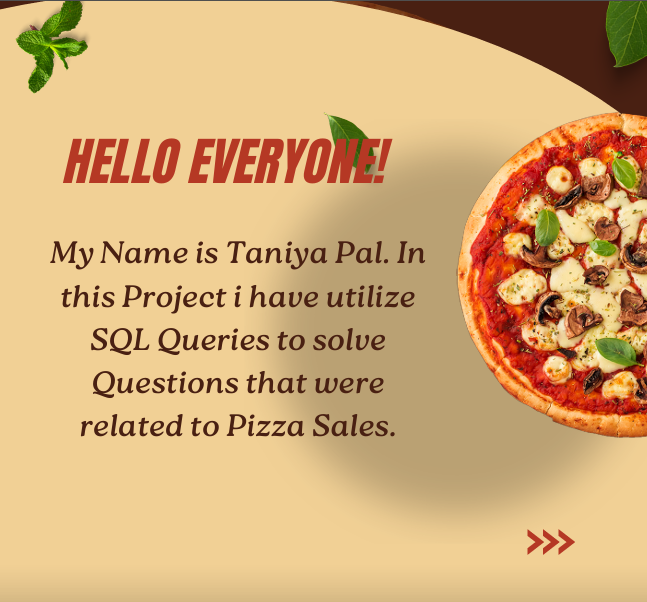 HELLO EVERYONE!
My Name is Taniya Pal. In
this Project i have utilize
SQL Queries to solve
Questions that were
related to Pizza Sales.
>>>